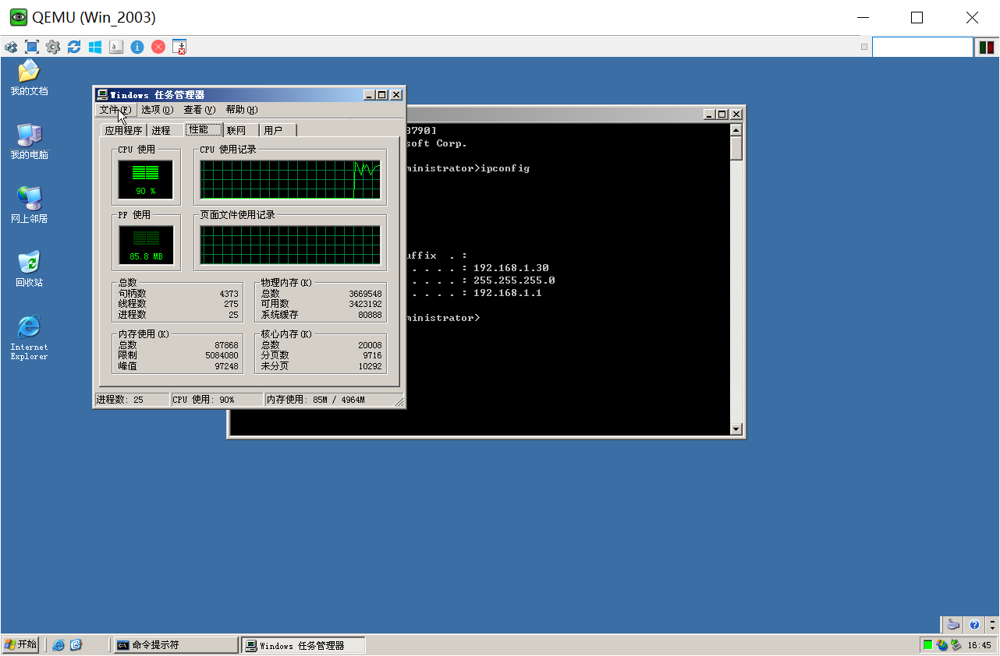 QEMU (Win_2003)
我的文档
我的电脑
网上邻居
回收站
Internet
Explorer
Windows 任务管理器
文件(F) 选项(O) 查看(V) 帮助(H)
应用程序 进程 性能 联网 用户
CPU 使用
90 %
CPU 使用记录
PF 使用
85.8 MB
页面文件使用记录
总数
句柄数 4373
线程数 275
进程数 25
物理内存(K)
总数 3669548
可用数 3423192
系统缓存 80888
内存使用(K)
总数 87868
限制 5084080
峰值 97248
核心内存(K)
总数 20008
分页数 9716
未分页 10292
进程数: 25 CPU 使用: 90% 内存使用: 85M / 4964M
3790]
soft Corp.
ministrator>ipconfig
uffix . :
. . . . : 192.168.1.30
. . . . : 255.255.255.0
. . . . : 192.168.1.1
ministrator>
开始 命令提示符 Windows 任务管理器 16:45